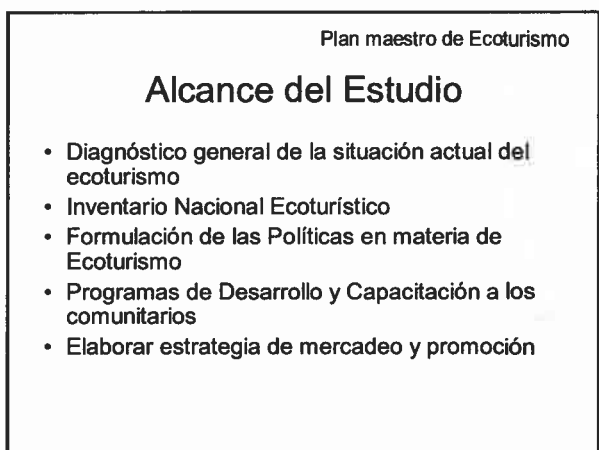 Plan maestro de Ecoturismo
Alcance del Estudio
• Diagnóstico general de la situación actual del
ecoturismo
• Inventario Nacional Ecoturístico
• Formulación de las Políticas en materia de
Ecoturismo
• Programas de Desarrollo y Capacitación a los
comunitarios
• Elaborar estrategia de mercadeo y promoción